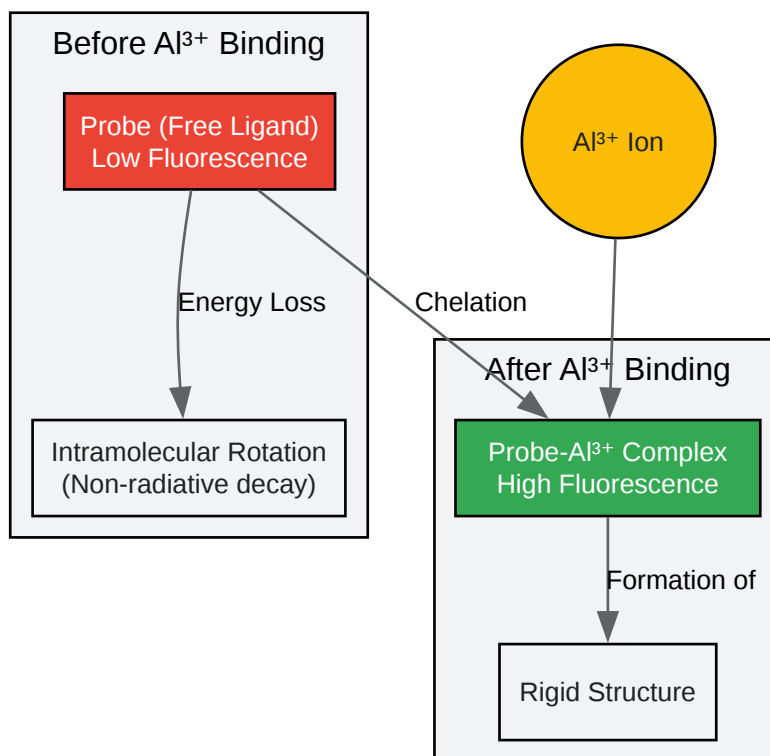 Before Al³⁺ Binding
Probe (Free Ligand)
Low Fluorescence
Al³⁺ Ion
Energy Loss
Chelation
After Al³⁺ Binding
Intramolecular Rotation
(Non-radiative decay)
Probe-Al³⁺ Complex
High Fluorescence
Formation of
Rigid Structure